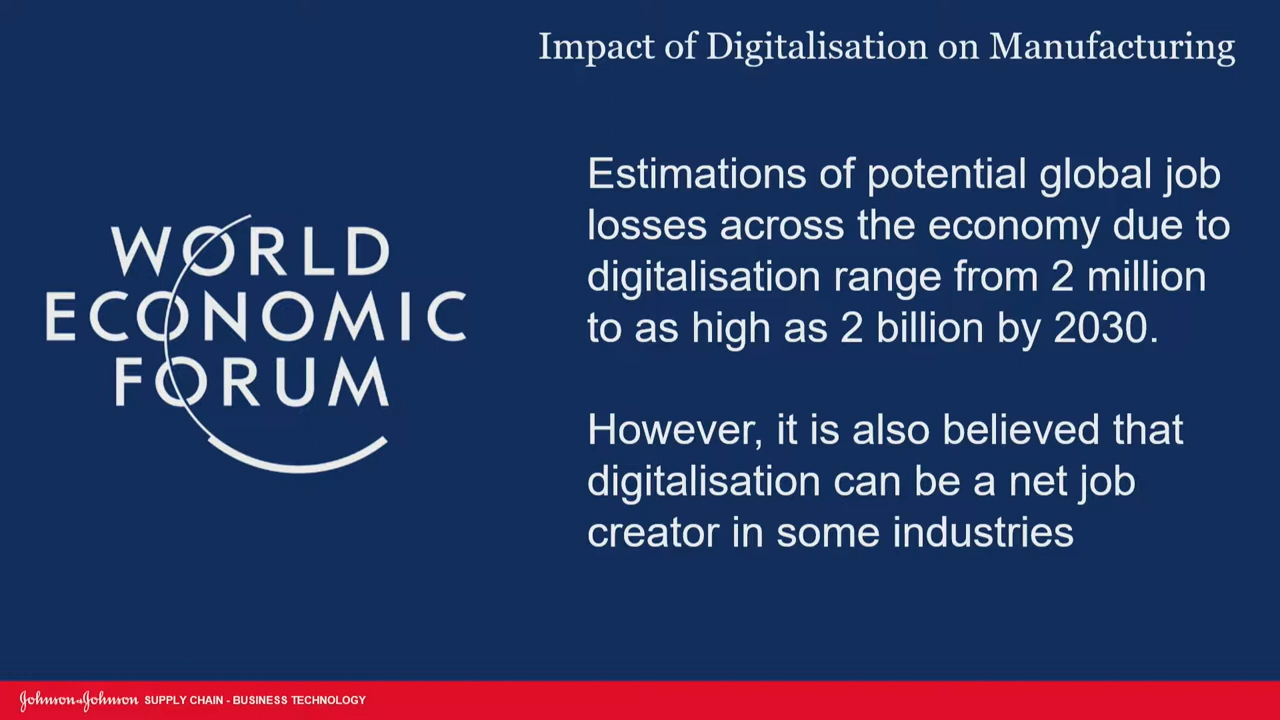 Impact of Digitalisation on Manufacturing
WORLD
ECONOMIC
FORUM
Estimations of potential global job
losses across the economy due to
digitalisation range from 2 million
to as high as 2 billion by 2030.
However, it is also believed that
digitalisation can be a net job
creator in some industries
Johnson & Johnson SUPPLY CHAIN - BUSINESS TECHNOLOGY